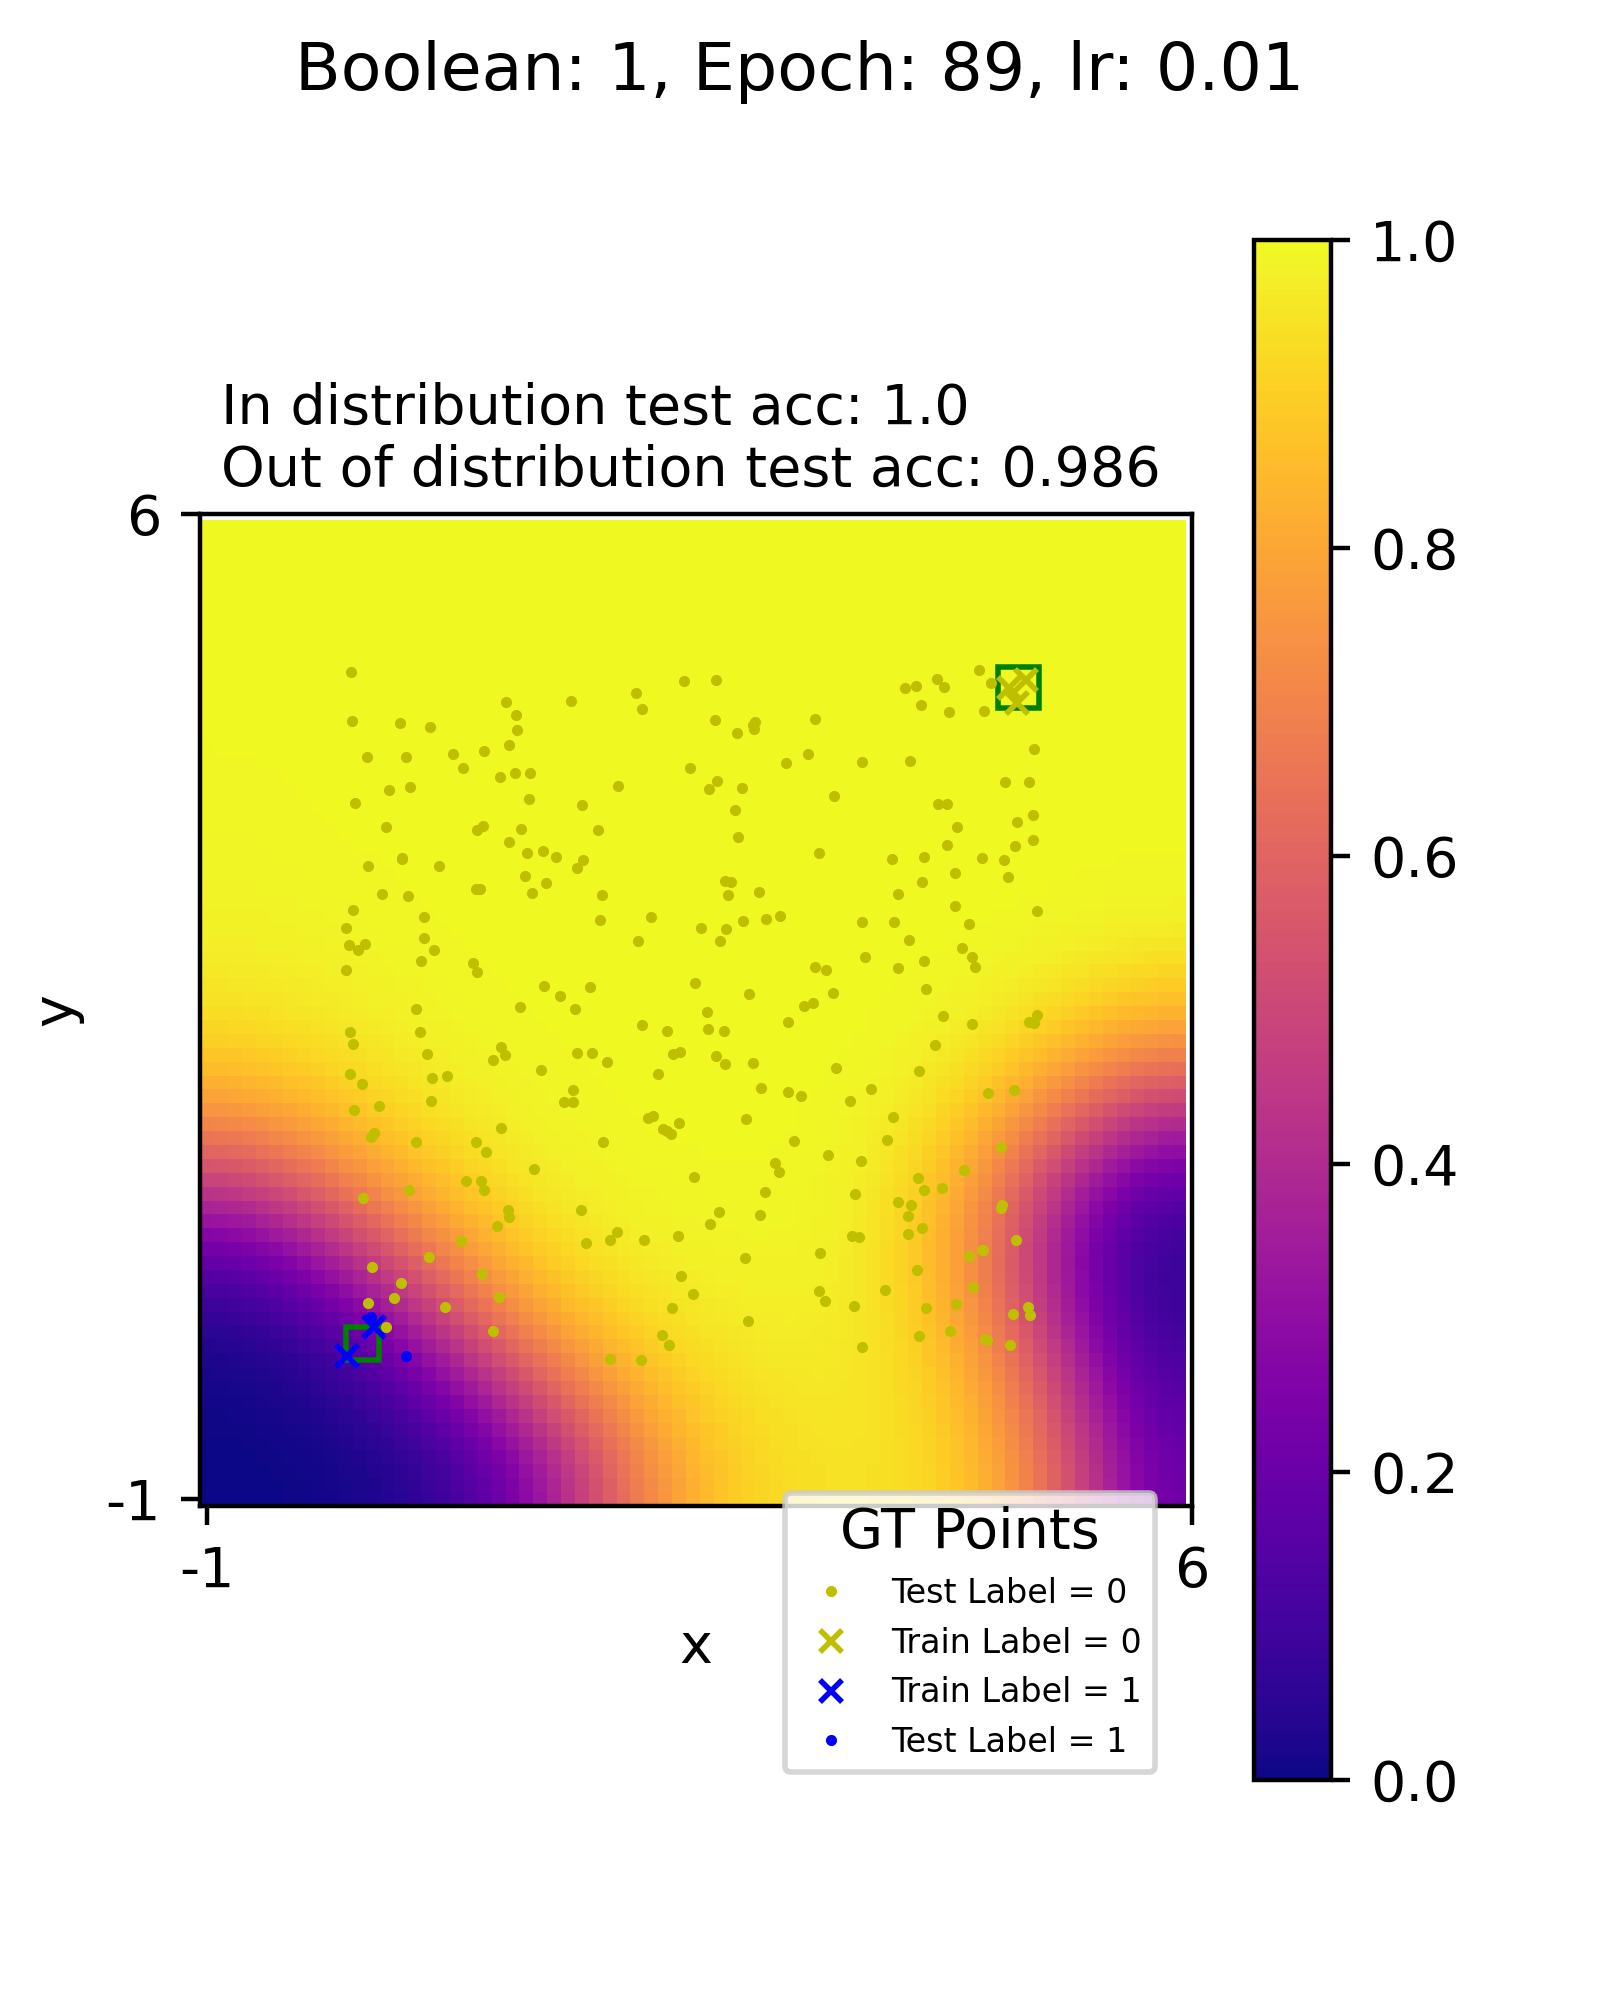 Boolean: 1, Epoch: 89, lr: 0.01
In distribution test acc: 1.0
Out of distribution test acc: 0.986
6
y
-1
-1
6
x
GT Points
Test Label = 0
Train Label = 0
Train Label = 1
Test Label = 1
1.0
0.8
0.6
0.4
0.2
0.0